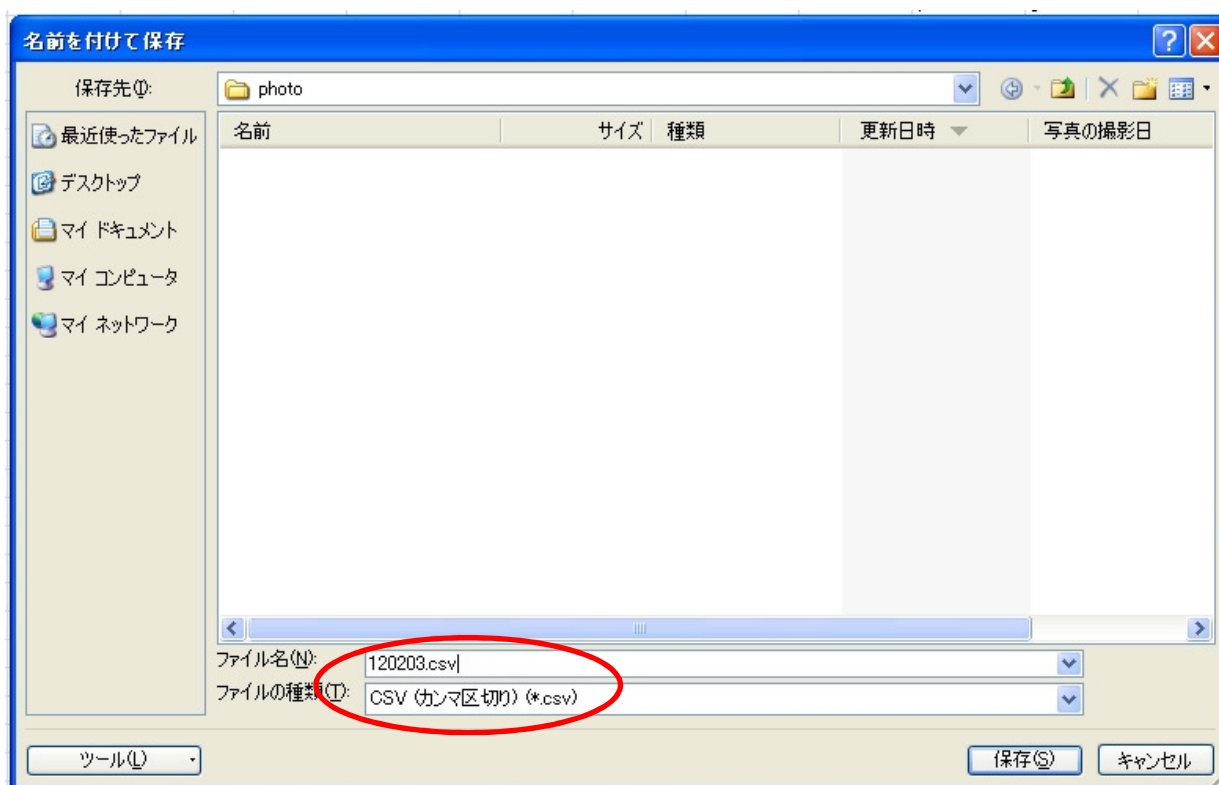 名前を付けて保存
保存先(I):
photo
最近使ったファイル
デスクトップ
マイ ドキュメント
マイ コンピュータ
マイ ネットワーク
名前 サイズ 種類 更新日時 写真の撮影日
ファイル名(N): 120203.csv
ファイルの種類(T): CSV (カンマ区切り) (*.csv)
ツール(L) 保存(S) キャンセル